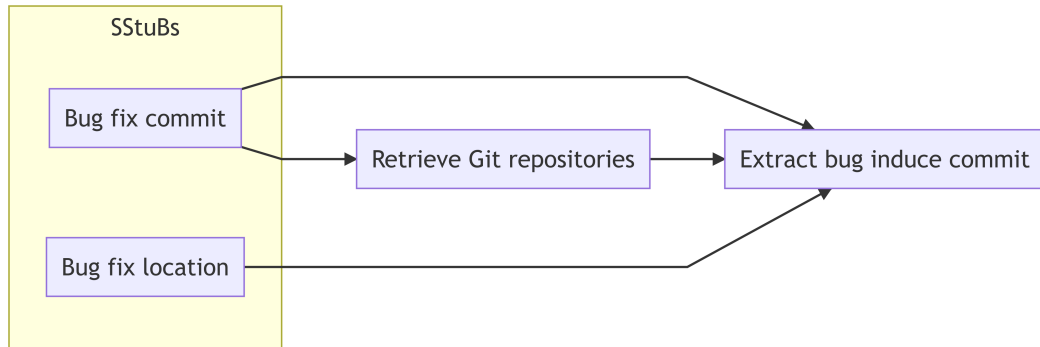 SStuBs
Bug fix commit
Retrieve Git repositories
Extract bug induce commit
Bug fix location